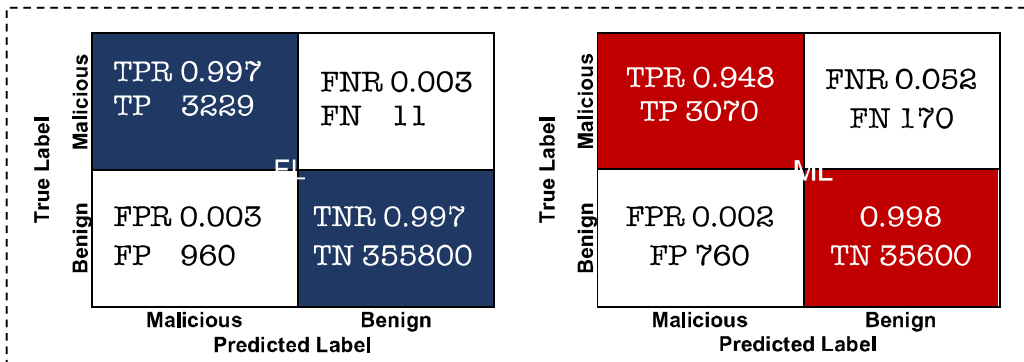 True Label
Malicious
Benign
TPR 0.997
TP 3229
FNR 0.003
FN 11
FPR 0.003
FP 960
TNR 0.997
TN 355800
Malicious
Benign
Predicted Label
True Label
Malicious
Benign
TPR 0.948
TP 3070
FNR 0.052
FN 170
ML
FPR 0.002
FP 760
0.998
TN 35600
Malicious
Benign
Predicted Label